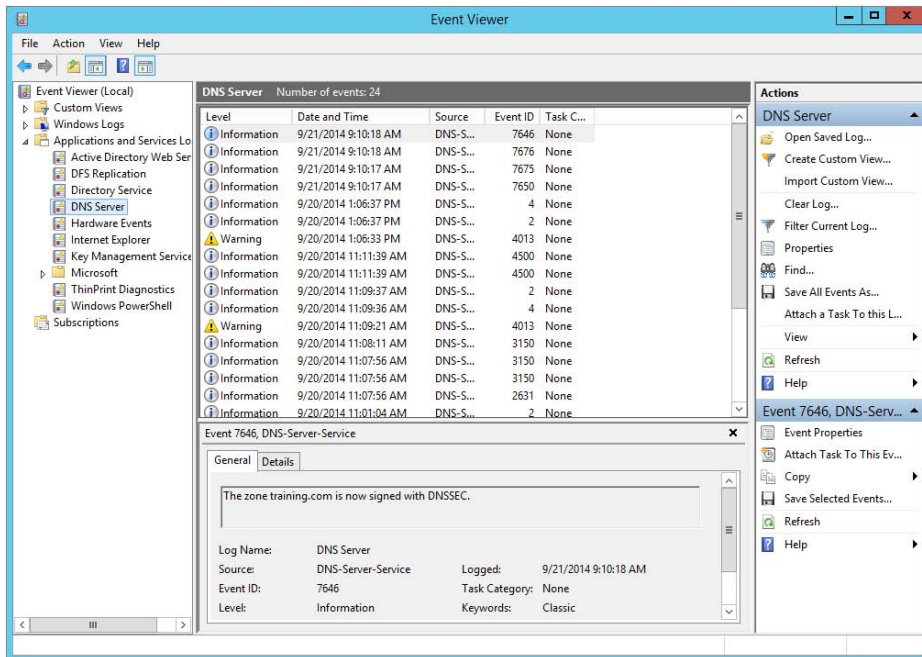 Event Viewer
File Action View Help
Event Viewer (Local)
Custom Views
Windows Logs
Applications and Services Lo
Active Directory Web Ser
DFS Replication
Directory Service
DNS Server
Hardware Events
Internet Explorer
Key Management Service
Microsoft
ThinPrint Diagnostics
Windows PowerShell
Subscriptions
DNS Server Number of events: 24
Level Date and Time Source Event ID Task C...
Information 9/21/2014 9:10:18 AM DNS-S... 7646 None
Information 9/21/2014 9:10:18 AM DNS-S... 7676 None
Information 9/21/2014 9:10:17 AM DNS-S... 7675 None
Information 9/21/2014 9:10:17 AM DNS-S... 7650 None
Information 9/20/2014 1:06:37 PM DNS-S... 4 None
Information 9/20/2014 1:06:37 PM DNS-S... 2 None
Warning 9/20/2014 1:06:33 PM DNS-S... 4013 None
Information 9/20/2014 11:11:39 AM DNS-S... 4500 None
Information 9/20/2014 11:11:39 AM DNS-S... 4500 None
Information 9/20/2014 11:09:37 AM DNS-S... 2 None
Information 9/20/2014 11:09:36 AM DNS-S... 4 None
Warning 9/20/2014 11:09:21 AM DNS-S... 4013 None
Information 9/20/2014 11:08:11 AM DNS-S... 3150 None
Information 9/20/2014 11:07:56 AM DNS-S... 3150 None
Information 9/20/2014 11:07:56 AM DNS-S... 3150 None
Information 9/20/2014 11:07:56 AM DNS-S... 2631 None
Information 9/20/2014 11:01:04 AM DNS-S... 2 None
Event 7646, DNS-Server-Service
General Details
The zone training.com is now signed with DNSSEC.
Log Name: DNS Server
Source: DNS-Server-Service Logged: 9/21/2014 9:10:18 AM
Event ID: 7646 Task Category: None
Level: Information Keywords: Classic
Actions
DNS Server
Open Saved Log...
Create Custom View...
Import Custom View...
Clear Log...
Filter Current Log...
Properties
Find...
Save All Events As...
Attach a Task To this L...
View
Refresh
Help
Event 7646, DNS-Serv...
Event Properties
Attach Task To This Ev...
Copy
Save Selected Events...
Refresh
Help